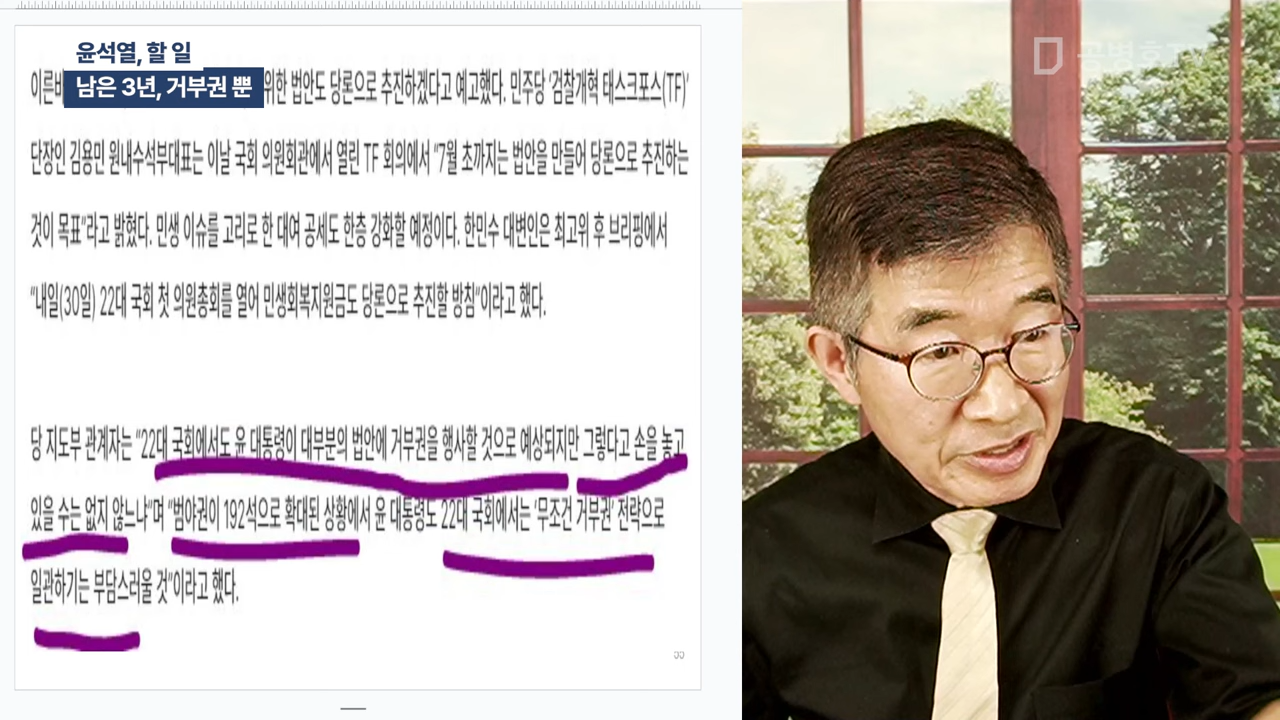 윤석열, 할 일
남은 3년, 거부권 뿐
공병호TV
이른바 위한 법안도 당론으로 추진하겠다고 예고했다. 민주당 ‘검찰개혁 태스크포스(TF)’
단장인 김용민 원내수석부대표는 이날 국회 의원회관에서 열린 TF 회의에서 “7월 초까지는 법안을 만들어 당론으로 추진하는
것이 목표”라고 밝혔다. 민생 이슈를 고리로 한 대여 공세도 한층 강화할 예정이다. 한민수 대변인은 최고위 후 브리핑에서
“내일(30일) 22대 국회 첫 의원총회를 열어 민생회복지원금도 당론으로 추진할 방침”이라고 했다.
당 지도부 관계자는 “22대 국회에서도 윤 대통령이 대부분의 법안에 거부권을 행사할 것으로 예상되지만 그렇다고 손을 놓고
있을 수는 없지 않느냐”며 “범야권이 192석으로 확대된 상황에서 윤 대통령도 22대 국회에서는 ‘무조건 거부권’ 전략으로
일관하기는 부담스러울 것”이라고 했다.